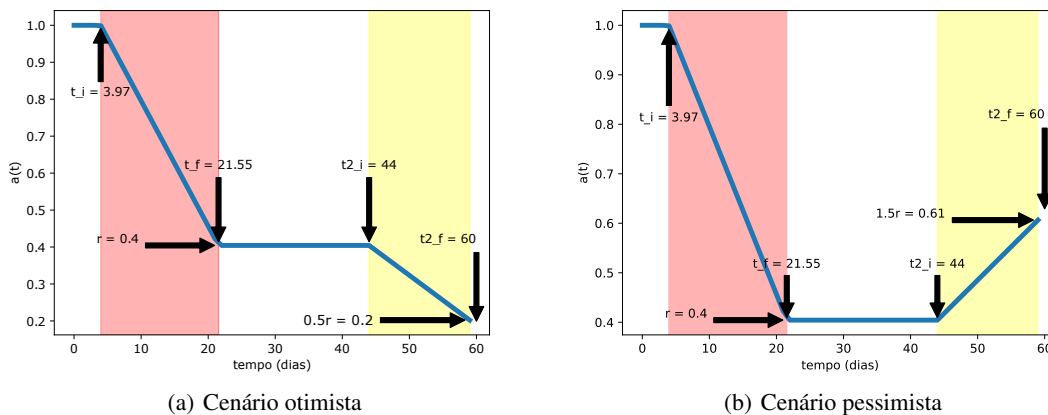 1.0
0.9
0.8
0.7
0.6
0.5
0.4
0.3
0.2
a(t)
t_i = 3.97
t_f = 21.55
t2_i = 44
r = 0.4
t2_f = 60
0.5r = 0.2
0 10 20 30 40 50 60
tempo (dias)
(a) Cenário otimista
1.0
0.9
0.8
0.7
0.6
0.5
0.4
a(t)
t_i = 3.97
t2_f = 60
1.5r = 0.61
t_f = 21.55
t2_i = 44
r = 0.4
0 10 20 30 40 50 60
tempo (dias)
(b) Cenário pessimista